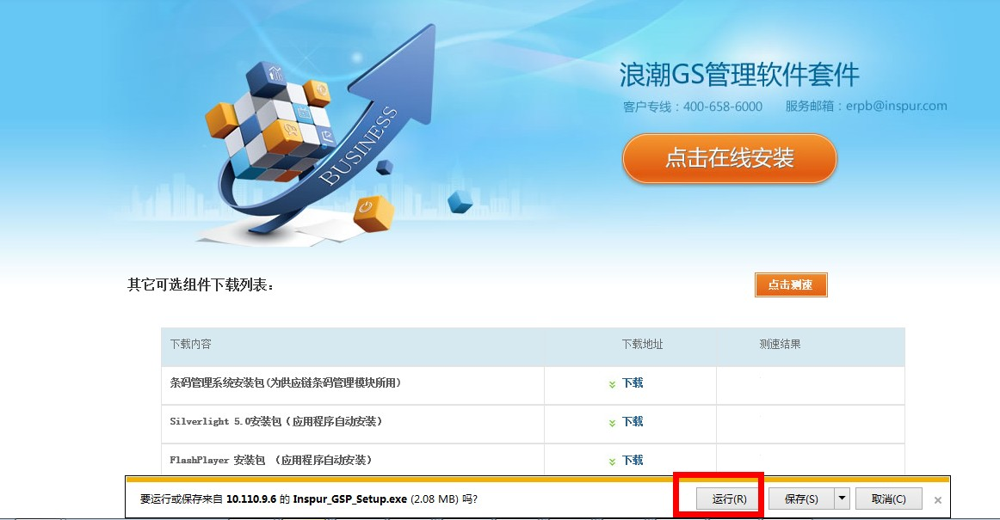 浪潮GS管理软件套件
客户专线：400-658-6000 服务邮箱：erpb@inspur.com
BUSINESS
点击在线安装
其它可选组件下载列表：
点击测速
下载内容 下载地址 测速结果
条码管理系统安装包(为供应链条码管理模块所用) 下载
Silverlight 5.0安装包（应用程序自动安装） 下载
FlashPlayer 安装包 （应用程序自动安装） 下载
要运行或保存来自 10.110.9.6 的 Inspur_GSP_Setup.exe (2.08 MB) 吗?
运行(R) 保存(S) 取消(C) ×